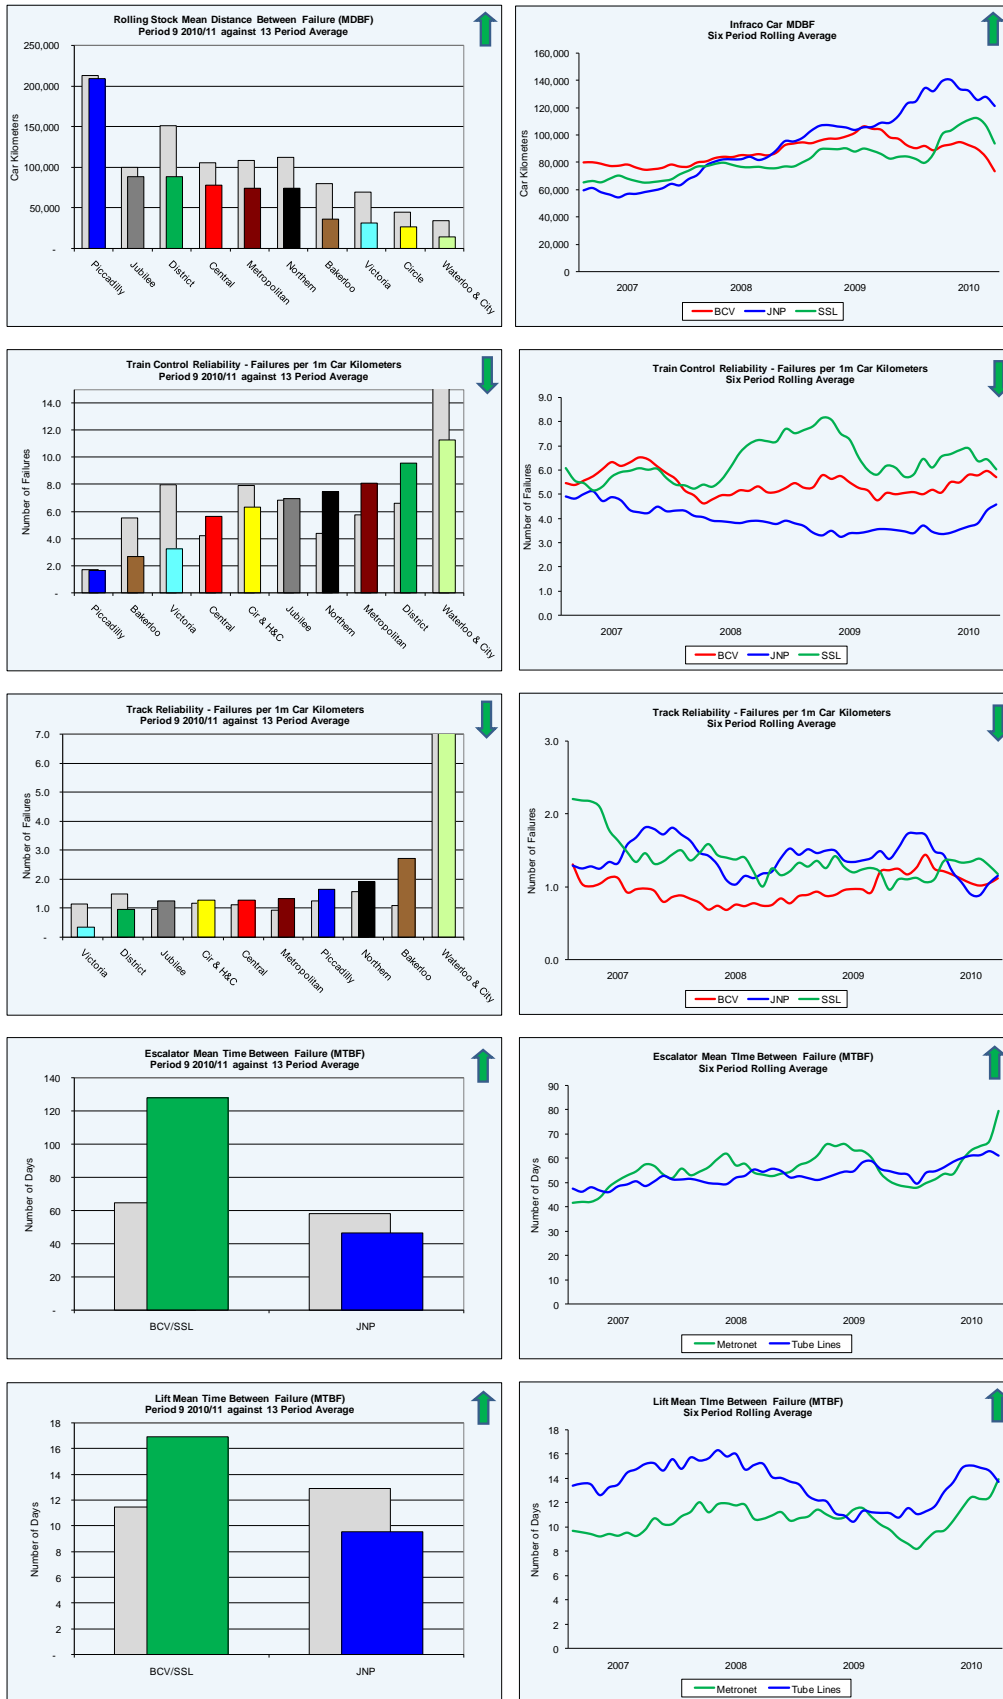 Rolling Stock Mean Distance Between Failure (MDBF)
Period 9 2010/11 against 13 Period Average
Car Kilometers
250,000
200,000
150,000
100,000
50,000
-
Piccadilly
Jubilee
District
Central
Metropolitan
Northern
Bakerloo
Victoria
Circle
Waterloo & City
Infraco Car MDBF
Six Period Rolling Average
Car Kilometers
160,000
140,000
120,000
100,000
80,000
60,000
40,000
20,000
0
2007 2008 2009 2010
BCV JNP SSL
Train Control Reliability - Failures per 1m Car Kilometers
Period 9 2010/11 against 13 Period Average
Number of Failures
14.0
12.0
10.0
8.0
6.0
4.0
2.0
-
Piccadilly
Bakerloo
Victoria
Central
Cir & H&C
Jubilee
Northern
Metropolitan
District
Waterloo & City
Train Control Reliability - Failures per 1m Car Kilometers
Six Period Rolling Average
Number of Failures
9.0
8.0
7.0
6.0
5.0
4.0
3.0
2.0
1.0
0.0
2007 2008 2009 2010
BCV JNP SSL
Track Reliability - Failures per 1m Car Kilometers
Period 9 2010/11 against 13 Period Average
Number of Failures
7.0
6.0
5.0
4.0
3.0
2.0
1.0
-
Victoria
District
Jubilee
Cir & H&C
Central
Metropolitan
Piccadilly
Northern
Bakerloo
Waterloo & City
Track Reliability - Failures per 1m Car Kilometers
Six Period Rolling Average
Number of Failures
3.0
2.0
1.0
0.0
2007 2008 2009 2010
BCV JNP SSL
Escalator Mean Time Between Failure (MTBF)
Period 9 2010/11 against 13 Period Average
Number of Days
140
120
100
80
60
40
20
-
BCV/SSL JNP
Escalator Mean TIme Between Failure (MTBF)
Six Period Rolling Average
Number of Days
90
80
70
60
50
40
30
20
10
0
2007 2008 2009 2010
Metronet Tube Lines
Lift Mean Time Between Failure (MTBF)
Period 9 2010/11 against 13 Period Average
Number of Days
18
16
14
12
10
8
6
4
2
-
BCV/SSL JNP
Lift Mean TIme Between Failure (MTBF)
Six Period Rolling Average
Number of Days
18
16
14
12
10
8
6
4
2
0
2007 2008 2009 2010
Metronet Tube Lines